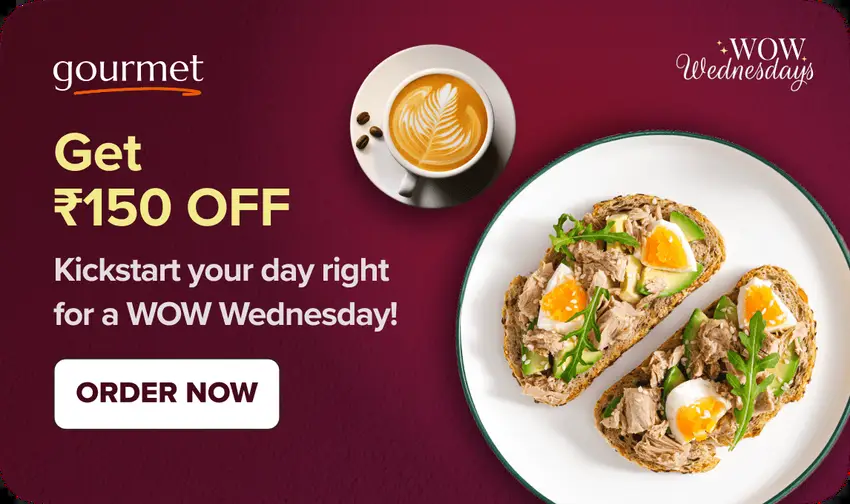 gourmet
WOW
Wednesdays
Get
₹150 OFF
Kickstart your day right
for a WOW Wednesday!
ORDER NOW